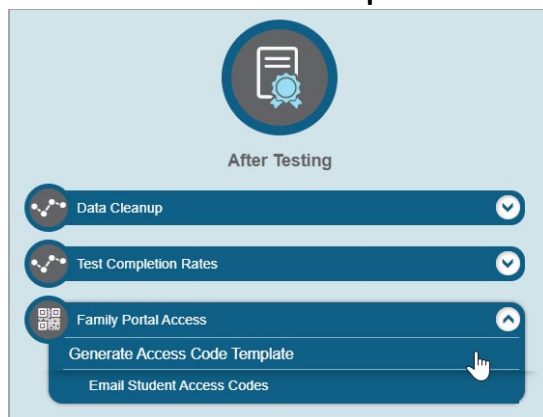 After Testing
Data Cleanup
Test Completion Rates
Family Portal Access
Generate Access Code Template
Email Student Access Codes